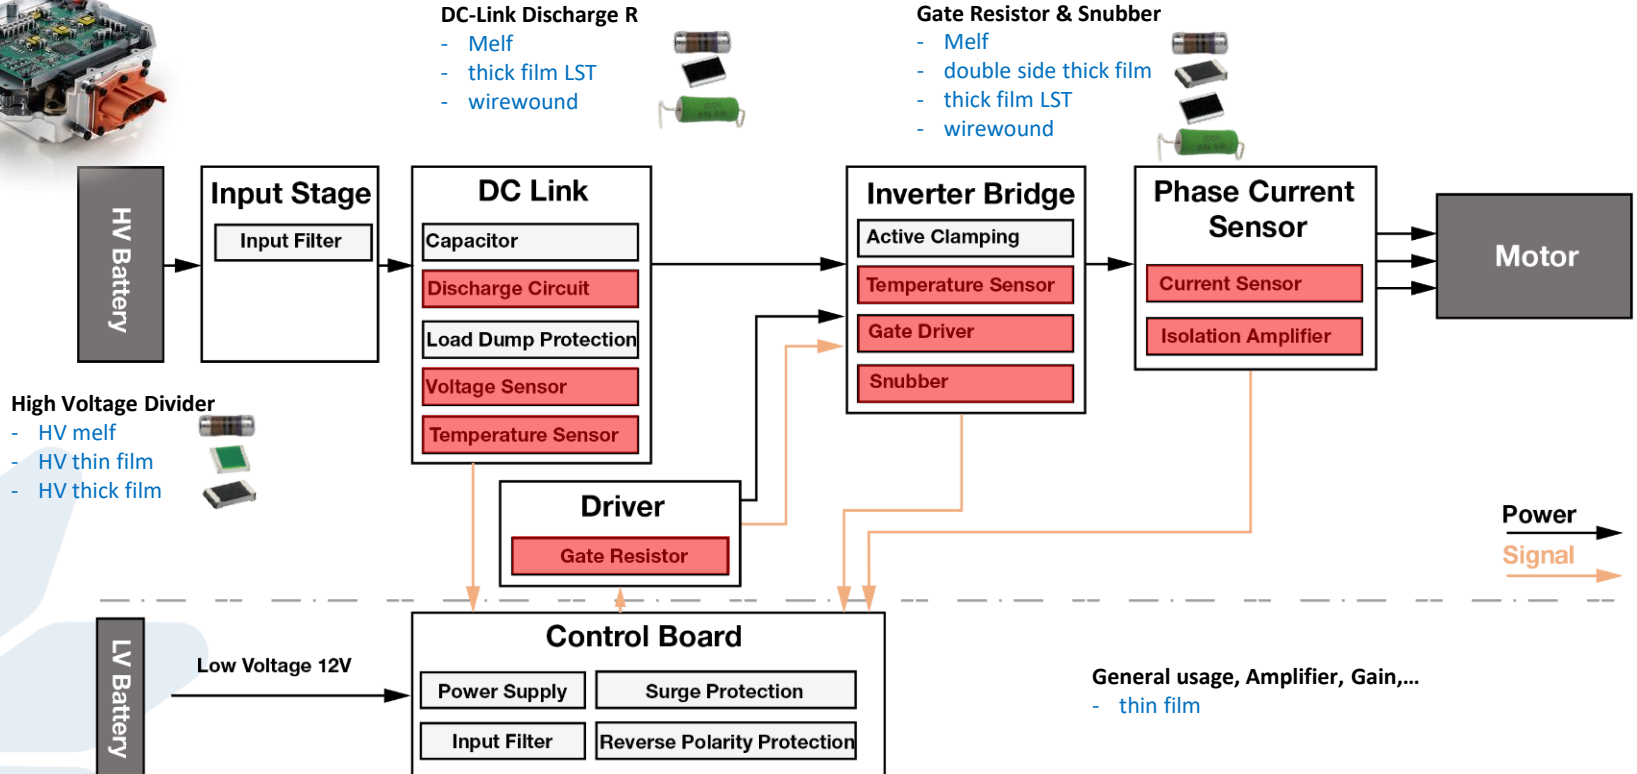 DC-Link Discharge R
- Melf
- thick film LST
- wirewound
Gate Resistor & Snubber
- Melf
- double side thick film
- thick film LST
- wirewound
HV Battery
Input Stage
Input Filter
DC Link
Capacitor
Discharge Circuit
Load Dump Protection
Voltage Sensor
Temperature Sensor
Inverter Bridge
Active Clamping
Temperature Sensor
Gate Driver
Snubber
Phase Current
Sensor
Current Sensor
Isolation Amplifier
Motor
High Voltage Divider
- HV melf
- HV thin film
- HV thick film
Driver
Gate Resistor
Power
Signal
LV Battery
Low Voltage 12V
Control Board
Power Supply
Surge Protection
Input Filter
Reverse Polarity Protection
General usage, Amplifier, Gain,...
- thin film